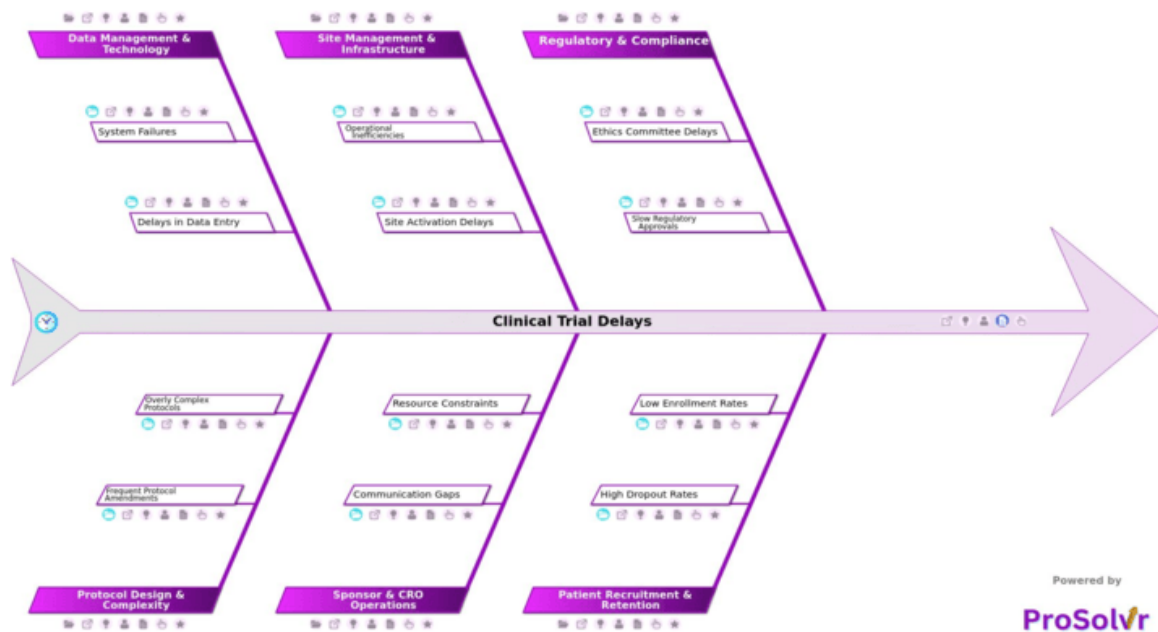 Data Management &
Technology
Site Management &
Infrastructure
Regulatory & Compliance
System Failures
Operational
Inefficiencies
Ethics Committee Delays
Delays in Data Entry
Site Activation Delays
Slow Regulatory
Approvals
Clinical Trial Delays
Overly Complex
Protocols
Resource Constraints
Low Enrollment Rates
Frequent Protocol
Amendments
Communication Gaps
High Dropout Rates
Protocol Design &
Complexity
Sponsor & CRO
Operations
Patient Recruitment &
Retention
Powered by
ProSolvr